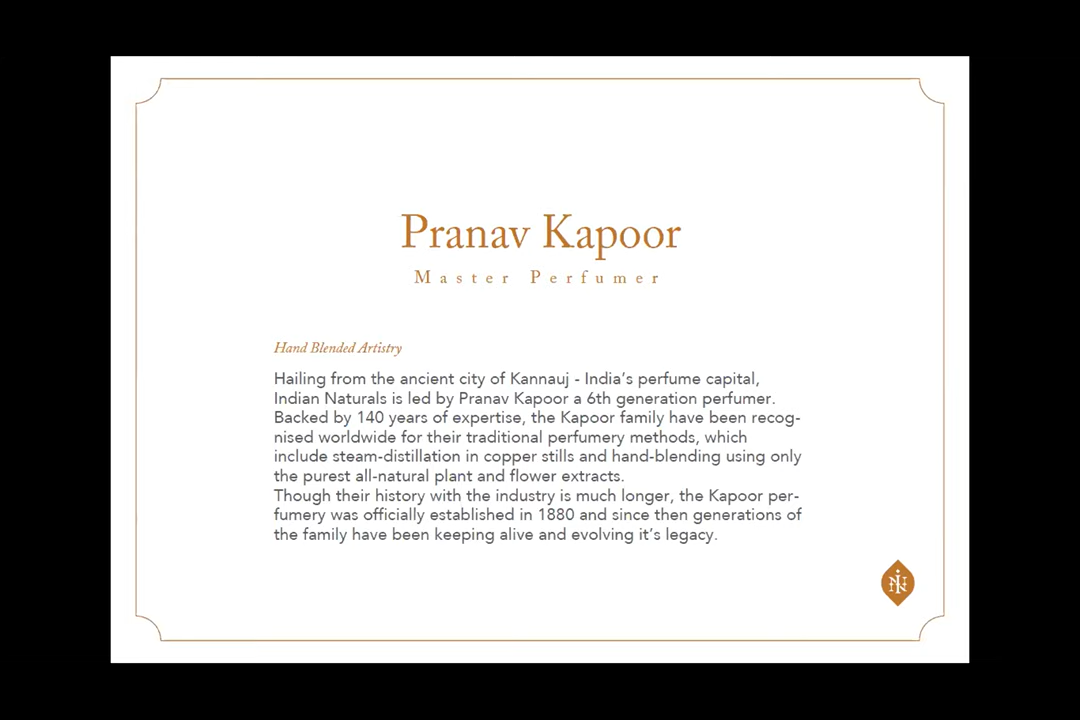 Pranav Kapoor
Master Perfumer
Hand Blended Artistry
Hailing from the ancient city of Kannauj - India’s perfume capital,
Indian Naturals is led by Pranav Kapoor a 6th generation perfumer.
Backed by 140 years of expertise, the Kapoor family have been recog-
nised worldwide for their traditional perfumery methods, which
include steam-distillation in copper stills and hand-blending using only
the purest all-natural plant and flower extracts.
Though their history with the industry is much longer, the Kapoor per-
fumery was officially established in 1880 and since then generations of
the family have been keeping alive and evolving it’s legacy.